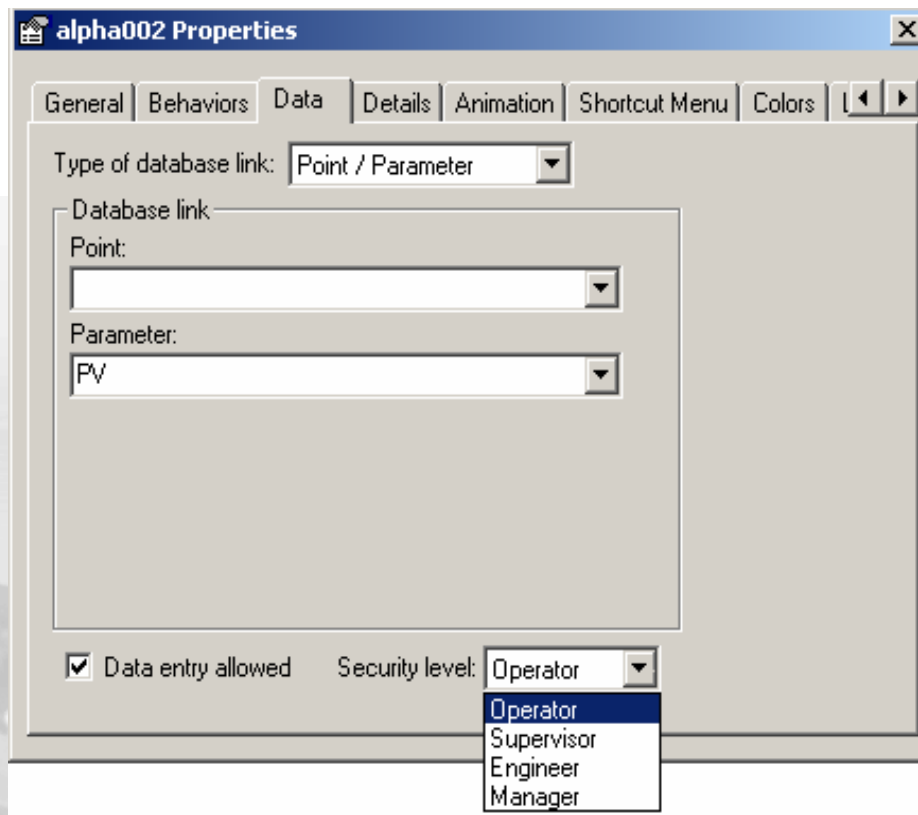 alpha002 Properties
General Behaviors Data Details Animation Shortcut Menu Colors
Type of database link: Point / Parameter
Database link
Point:
Parameter:
PV
Data entry allowed Security level: Operator
Operator
Supervisor
Engineer
Manager